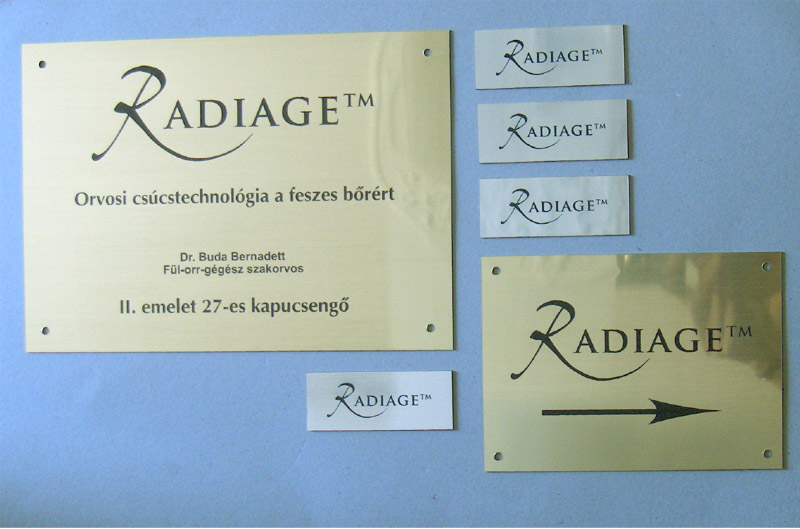 RADIAGE™
Orvosi csúcstechnológia a feszes bőrért
Dr. Buda Bernadett
Fül-orr-gégész szakorvos
II. emelet 27-es kapucsengő
RADIAGE™
RADIAGE™
RADIAGE™
RADIAGE™
RADIAGE™